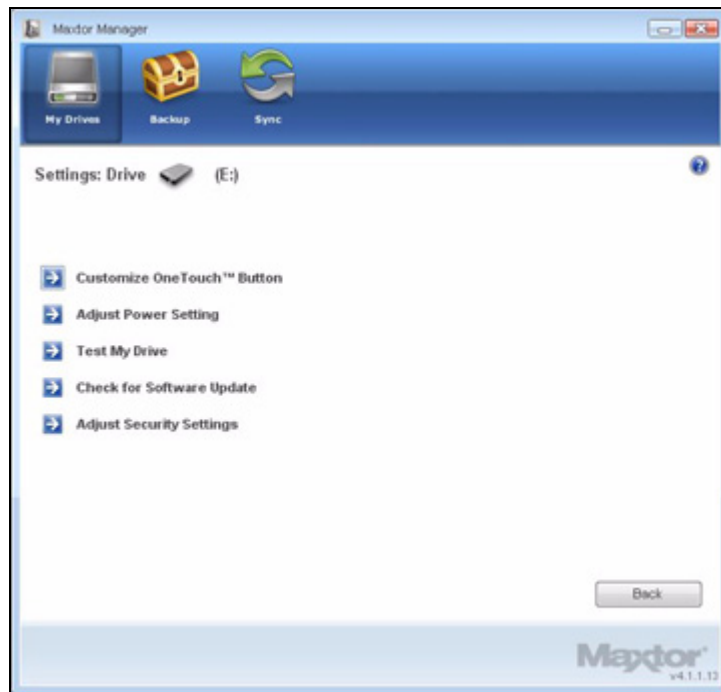 Maxtor Manager
My Drives Backup Sync
Settings: Drive (E:)
Customize OneTouch™ Button
Adjust Power Setting
Test My Drive
Check for Software Update
Adjust Security Settings
Back
Maxtor
v4.1.1.13